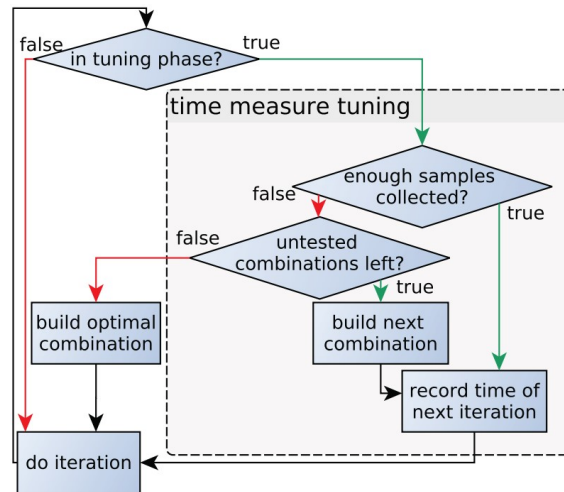 false
true
in tuning phase?
time measure tuning
enough samples
collected?
false
true
false
untested
combinations left?
true
build optimal
combination
build next
combination
record time of
next iteration
do iteration